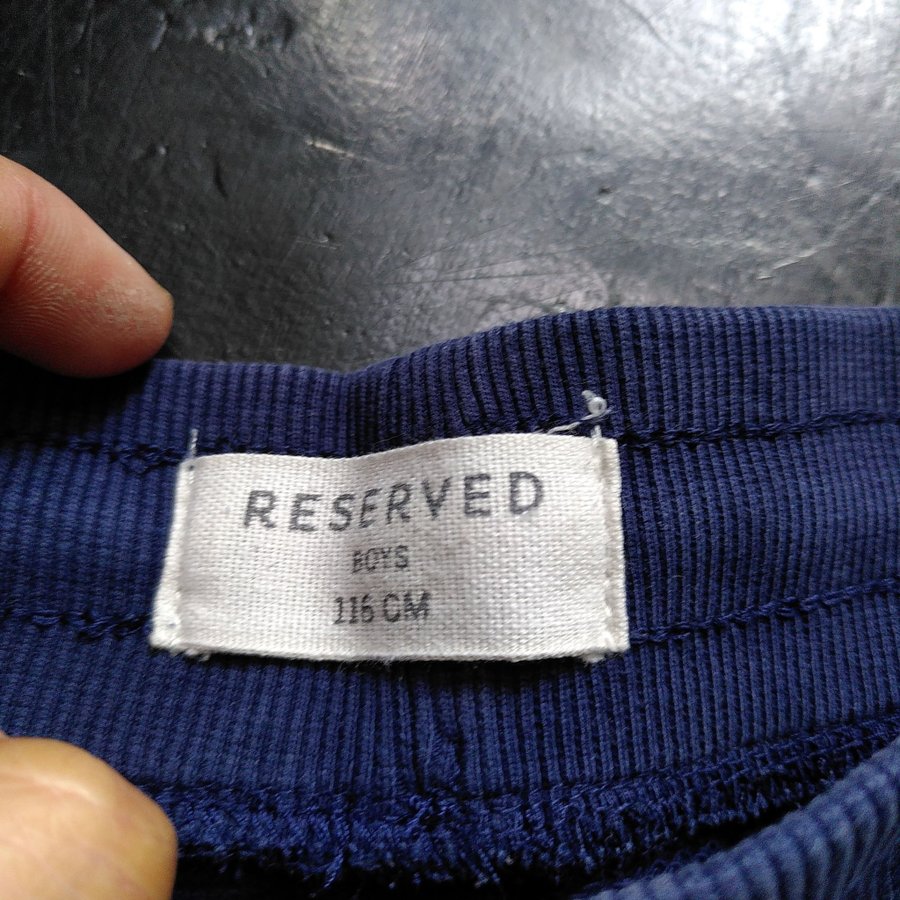 RESERVED
BOYS
116 CM